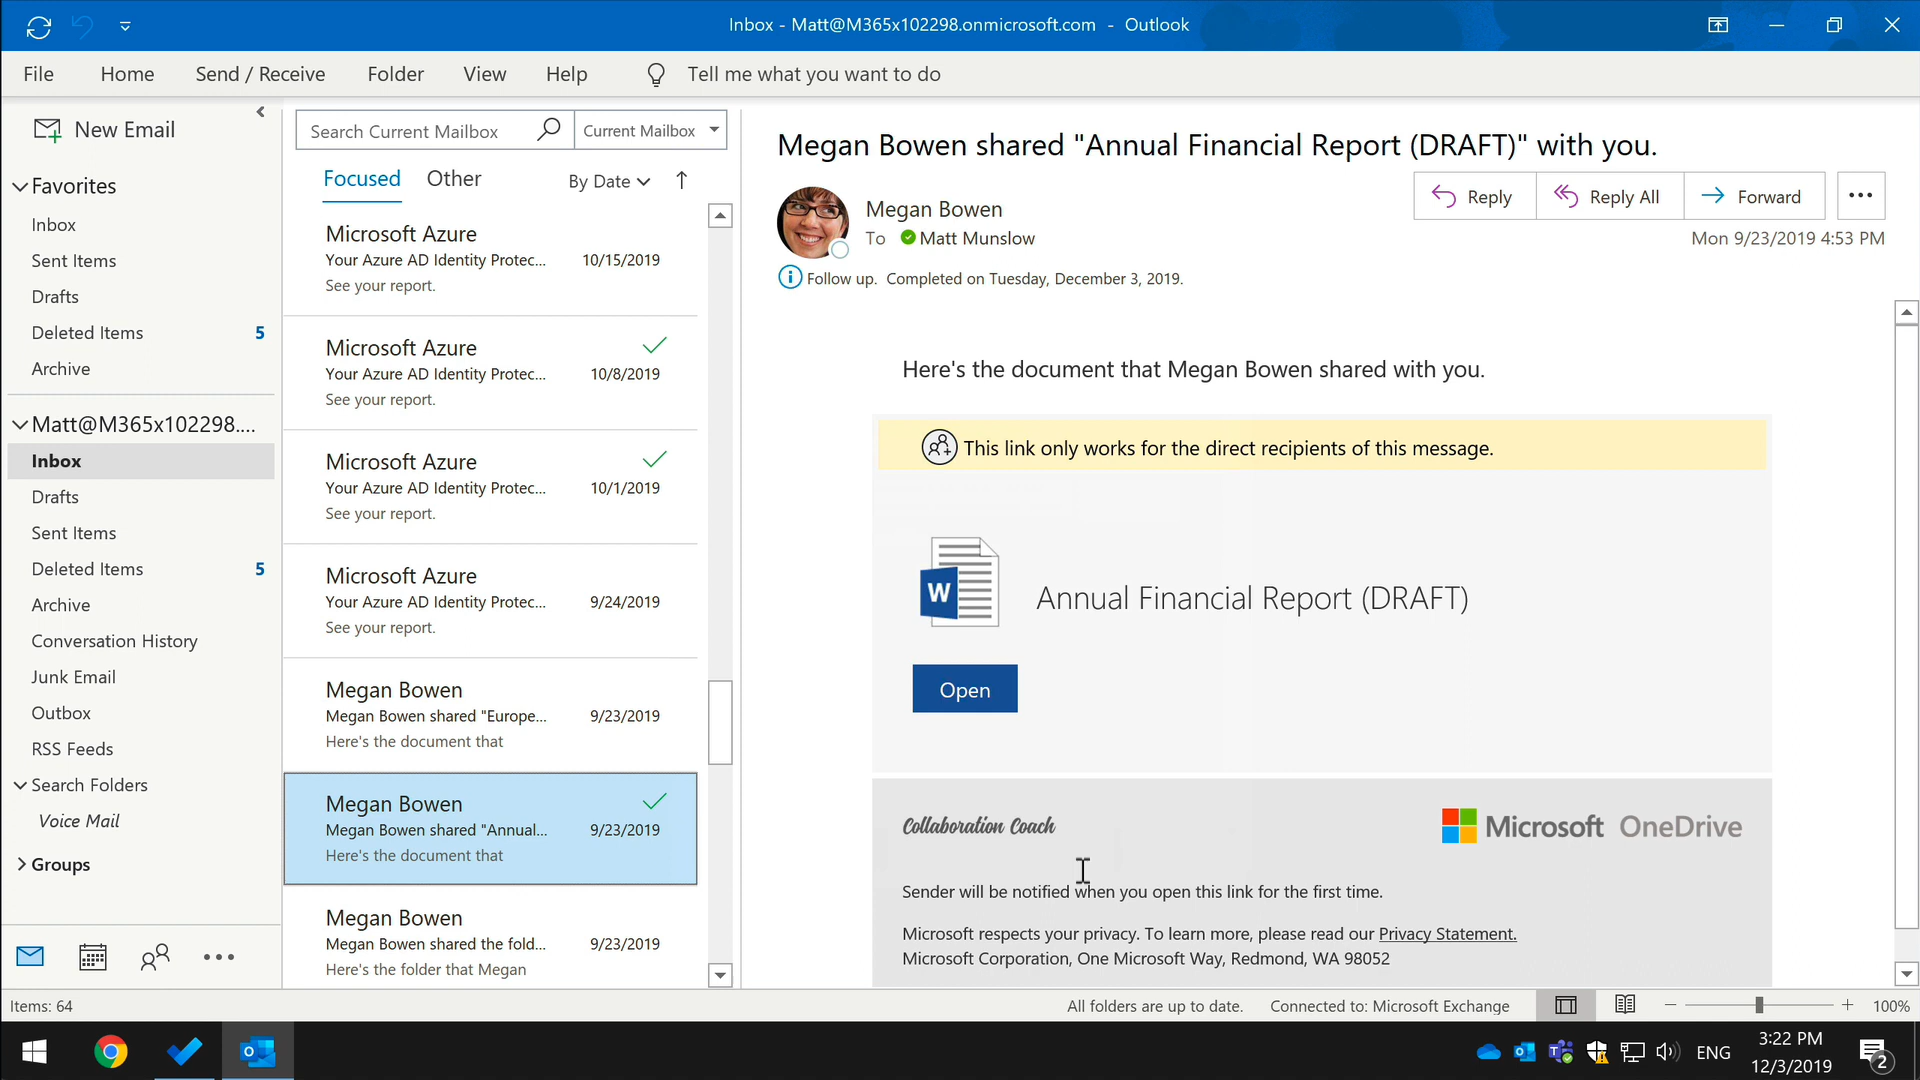 Inbox - Matt@M365x102298.onmicrosoft.com - Outlook
File Home Send / Receive Folder View Help Tell me what you want to do
New Email
Favorites
Inbox
Sent Items
Drafts
Deleted Items 5
Archive
Matt@M365x102298....
Inbox
Drafts
Sent Items
Deleted Items 5
Archive
Conversation History
Junk Email
Outbox
RSS Feeds
Search Folders
Voice Mail
Groups
Search Current Mailbox Current Mailbox
Focused Other By Date
Microsoft Azure
Your Azure AD Identity Protec... 10/15/2019
See your report.
Microsoft Azure
Your Azure AD Identity Protec... 10/8/2019
See your report.
Microsoft Azure
Your Azure AD Identity Protec... 10/1/2019
See your report.
Microsoft Azure
Your Azure AD Identity Protec... 9/24/2019
See your report.
Megan Bowen
Megan Bowen shared "Europe... 9/23/2019
Here's the document that
Megan Bowen
Megan Bowen shared "Annual... 9/23/2019
Here's the document that
Megan Bowen
Megan Bowen shared the fold... 9/23/2019
Here's the folder that Megan
Megan Bowen shared "Annual Financial Report (DRAFT)" with you.
Megan Bowen
To Matt Munslow
Reply Reply All Forward
Mon 9/23/2019 4:53 PM
Follow up. Completed on Tuesday, December 3, 2019.
Here's the document that Megan Bowen shared with you.
This link only works for the direct recipients of this message.
W
Annual Financial Report (DRAFT)
Open
Collaboration Coach
Microsoft OneDrive
Sender will be notified when you open this link for the first time.
Microsoft respects your privacy. To learn more, please read our Privacy Statement.
Microsoft Corporation, One Microsoft Way, Redmond, WA 98052
Items: 64
All folders are up to date. Connected to: Microsoft Exchange 100%
ENG
3:22 PM
12/3/2019
2